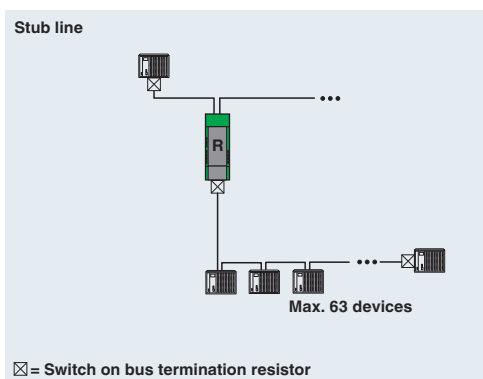 Stub line
R
Max. 63 devices
= Switch on bus termination resistor